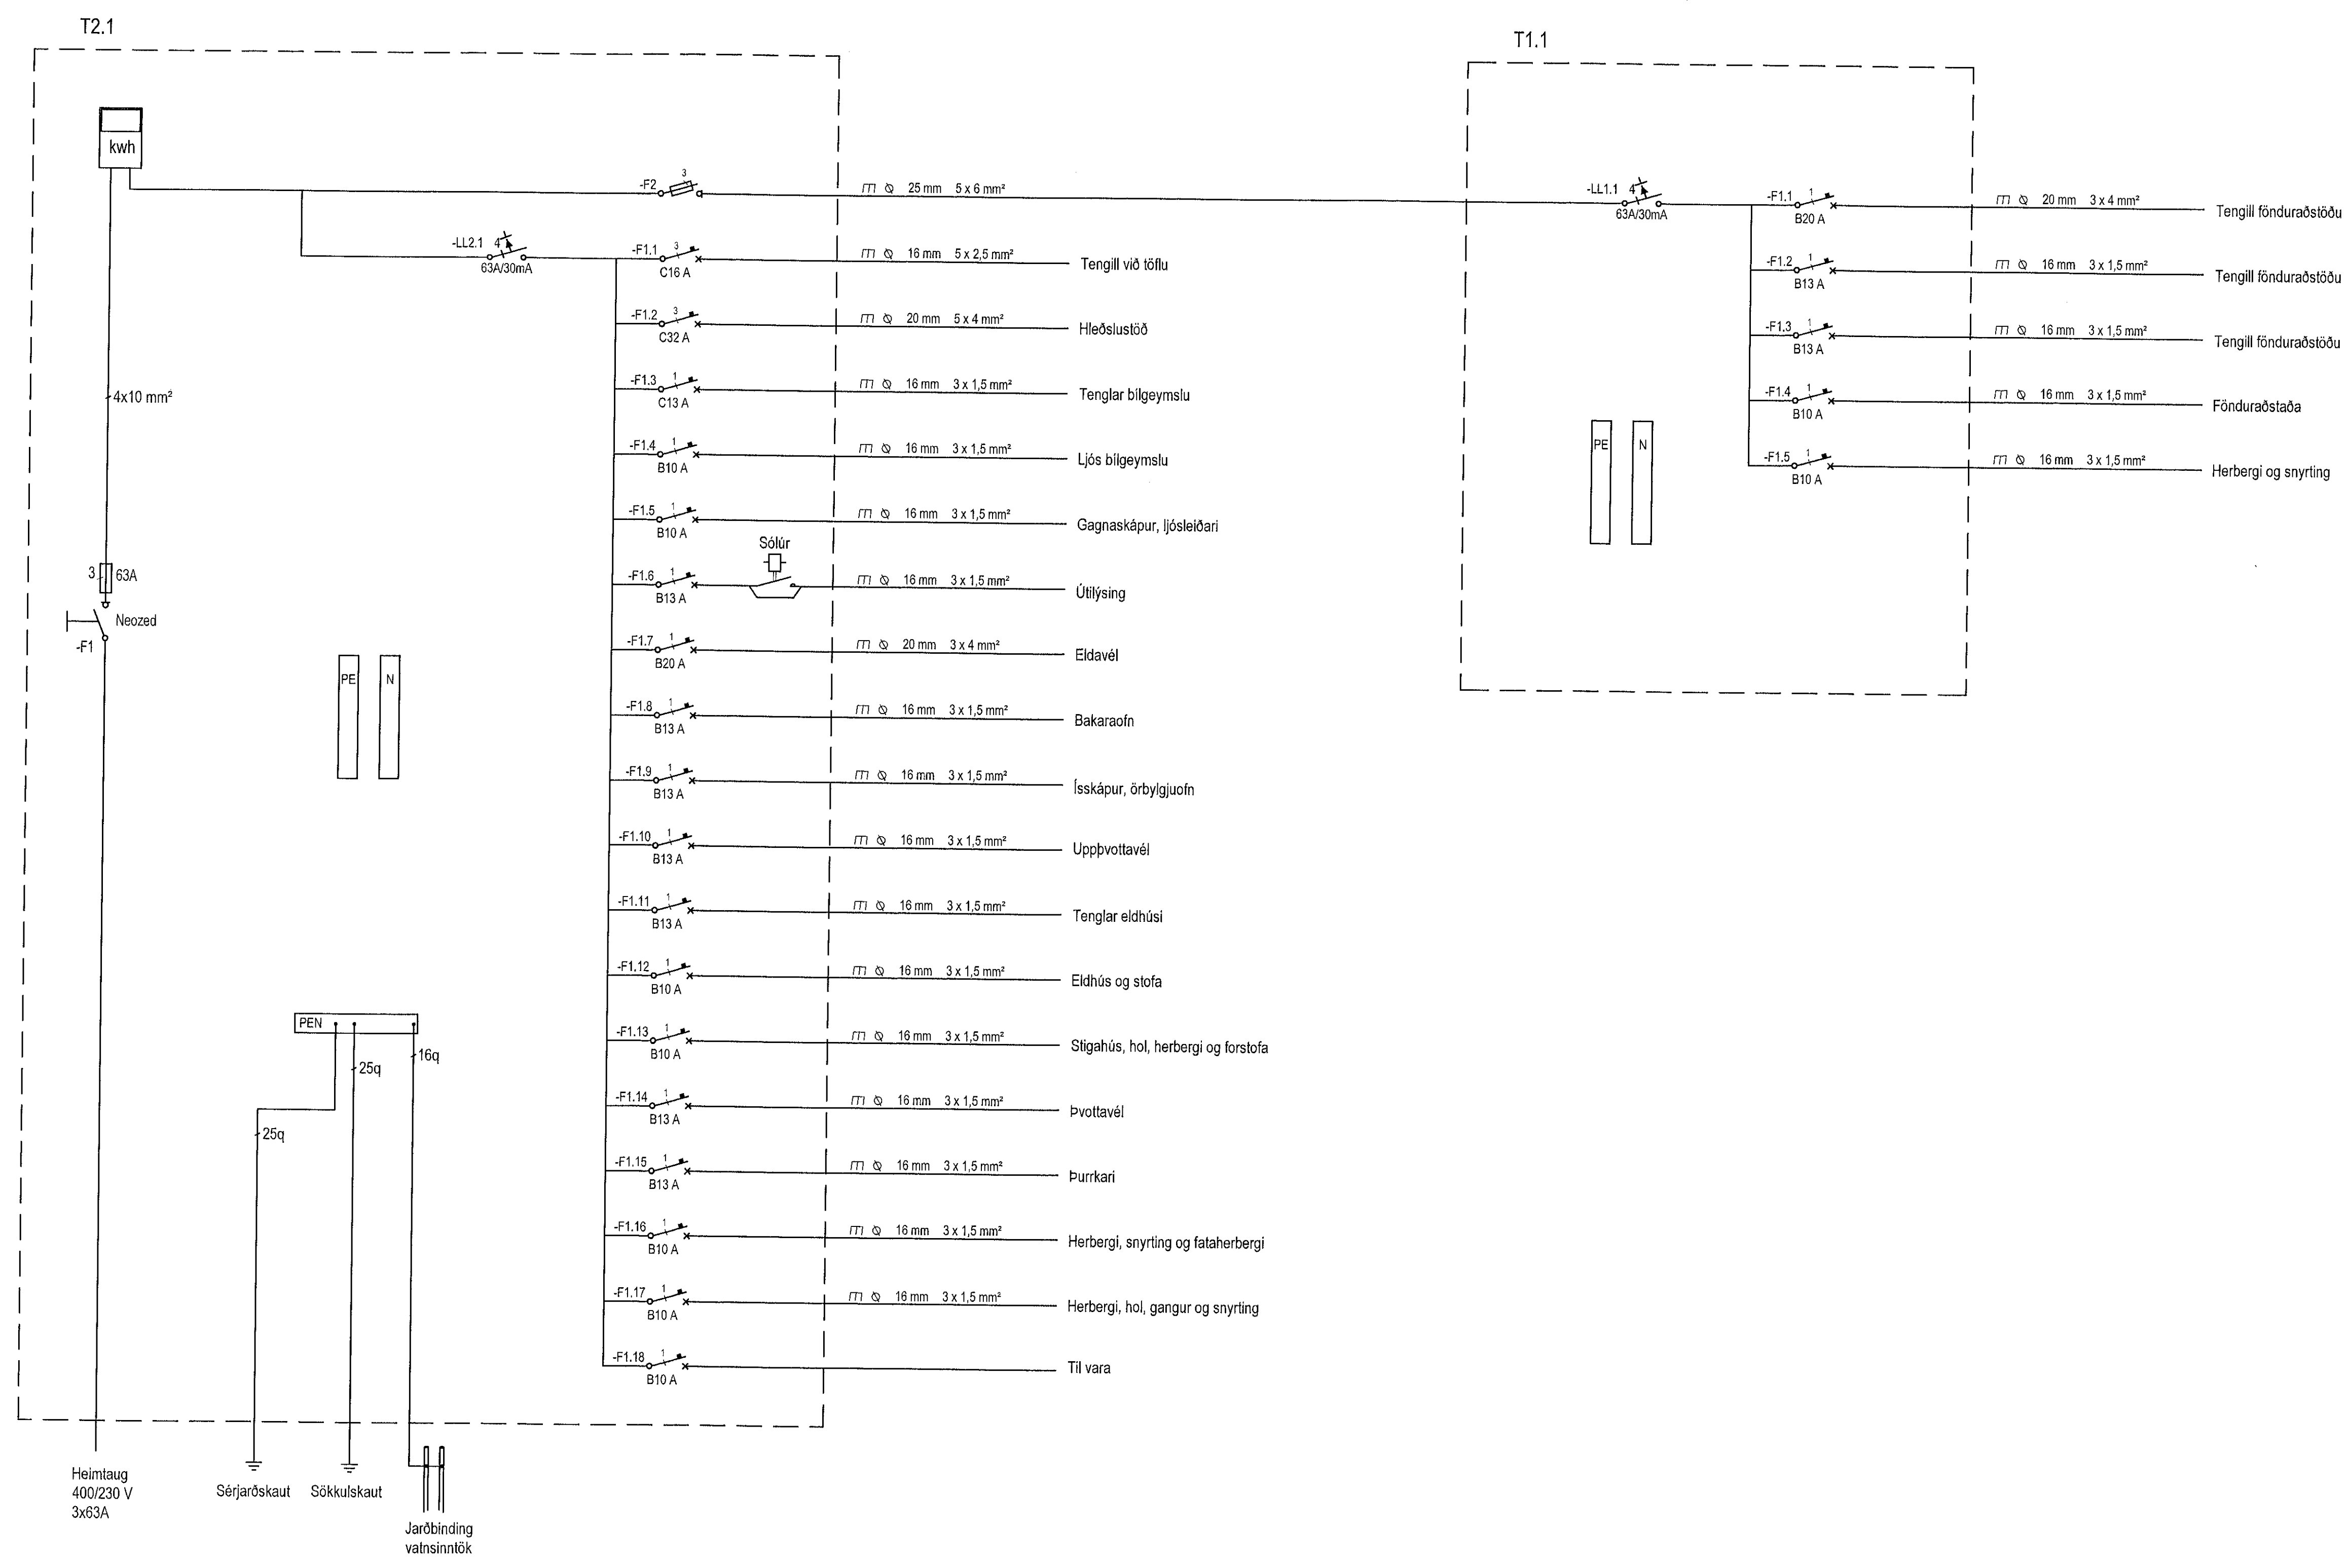 T2.1
kwh
4x10 mm²
3 63A
Neozed
-F1
PE N
PEN
16q
25q
25q
Heimtaug
400/230 V
3x63A
Sérjarðskaut
Sökkulskaut
Jarðbinding
vatnsinntök
-F2 3 25 mm 5 x 6 mm²
-LL2.1 4
63A/30mA
-F1.1 3 16 mm 5 x 2,5 mm² Tengill við töflu
C16 A
-F1.2 3 20 mm 5 x 4 mm² Hleðslustöð
C32 A
-F1.3 1 16 mm 3 x 1,5 mm² Tenglar bílgeymslu
C13 A
-F1.4 1 16 mm 3 x 1,5 mm² Ljós bílgeymslu
B10 A
-F1.5 1 16 mm 3 x 1,5 mm² Gagnaskápur, ljósleiðari
B10 A
Sólúr
-F1.6 1 16 mm 3 x 1,5 mm² Útilýsing
B13 A
-F1.7 1 20 mm 3 x 4 mm² Eldavél
B20 A
-F1.8 1 16 mm 3 x 1,5 mm² Bakaraofn
B13 A
-F1.9 1 16 mm 3 x 1,5 mm² Ísskápur, örbylgjuofn
B13 A
-F1.10 1 16 mm 3 x 1,5 mm² Uppþvottavél
B13 A
-F1.11 1 16 mm 3 x 1,5 mm² Tenglar eldhúsi
B13 A
-F1.12 1 16 mm 3 x 1,5 mm² Eldhús og stofa
B10 A
-F1.13 1 16 mm 3 x 1,5 mm² Stigahús, hol, herbergi og forstofa
B10 A
-F1.14 1 16 mm 3 x 1,5 mm² Þvottavél
B13 A
-F1.15 1 16 mm 3 x 1,5 mm² Þurrkari
B13 A
-F1.16 1 16 mm 3 x 1,5 mm² Herbergi, snyrting og fataherbergi
B10 A
-F1.17 1 16 mm 3 x 1,5 mm² Herbergi, hol, gangur og snyrting
B10 A
-F1.18 1 Til vara
B10 A
T1.1
-LL1.1 4
63A/30mA
PE N
-F1.1 1 20 mm 3 x 4 mm² Tengill fönduraðstöðu
B20 A
-F1.2 1 16 mm 3 x 1,5 mm² Tengill fönduraðstöðu
B13 A
-F1.3 1 16 mm 3 x 1,5 mm² Tengill fönduraðstöðu
B13 A
-F1.4 1 16 mm 3 x 1,5 mm² Fönduraðstaða
B10 A
-F1.5 1 16 mm 3 x 1,5 mm² Herbergi og snyrting
B10 A